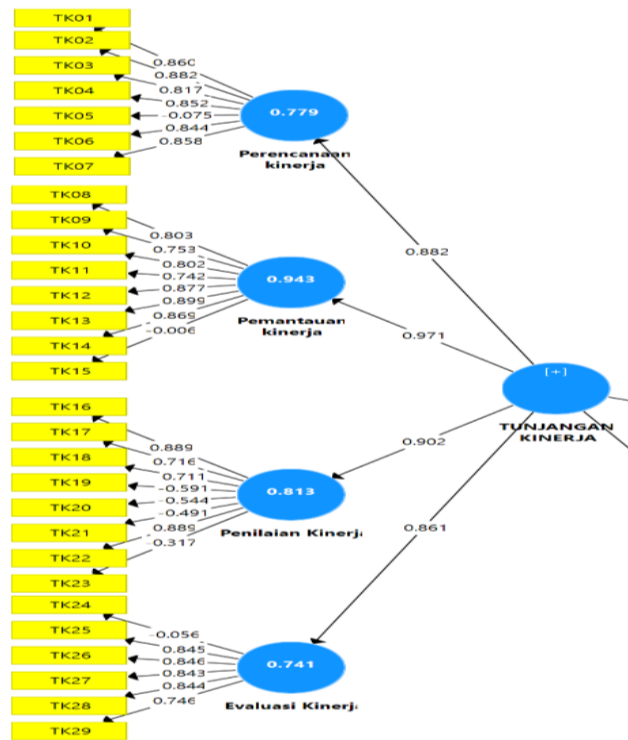 TK01
TK02
TK03
TK04
TK05
TK06
TK07
0.860
0.882
0.817
0.852
-0.075
0.844
0.858
0.779
Perencanaan
kinerja
TK08
TK09
TK10
TK11
TK12
TK13
TK14
TK15
0.803
0.753
0.802
0.742
0.877
0.899
0.869
-0.006
0.943
Pemantauan
kinerja
TK16
TK17
TK18
TK19
TK20
TK21
TK22
TK23
0.889
0.716
0.711
-0.591
-0.544
-0.491
0.889
-0.317
0.813
Penilaian Kinerja
TK24
TK25
TK26
TK27
TK28
TK29
-0.056
0.845
0.846
0.843
0.844
0.746
0.741
Evaluasi Kinerja
0.882
0.971
0.902
0.861
[+]
TUNJANGAN
KINERJA